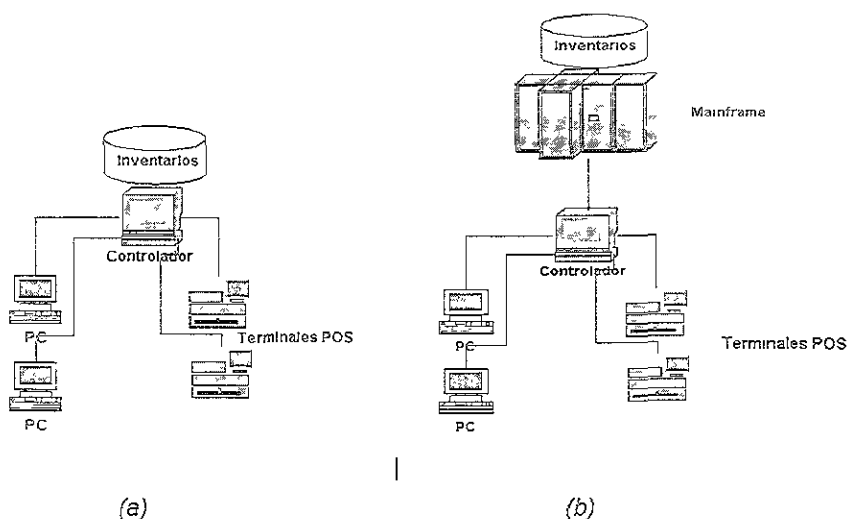 Inventarios
Controlador
PC
PC
Terminales POS
(a)
Inventarios
Mainframe
Controlador
PC
PC
Terminales POS
(b)